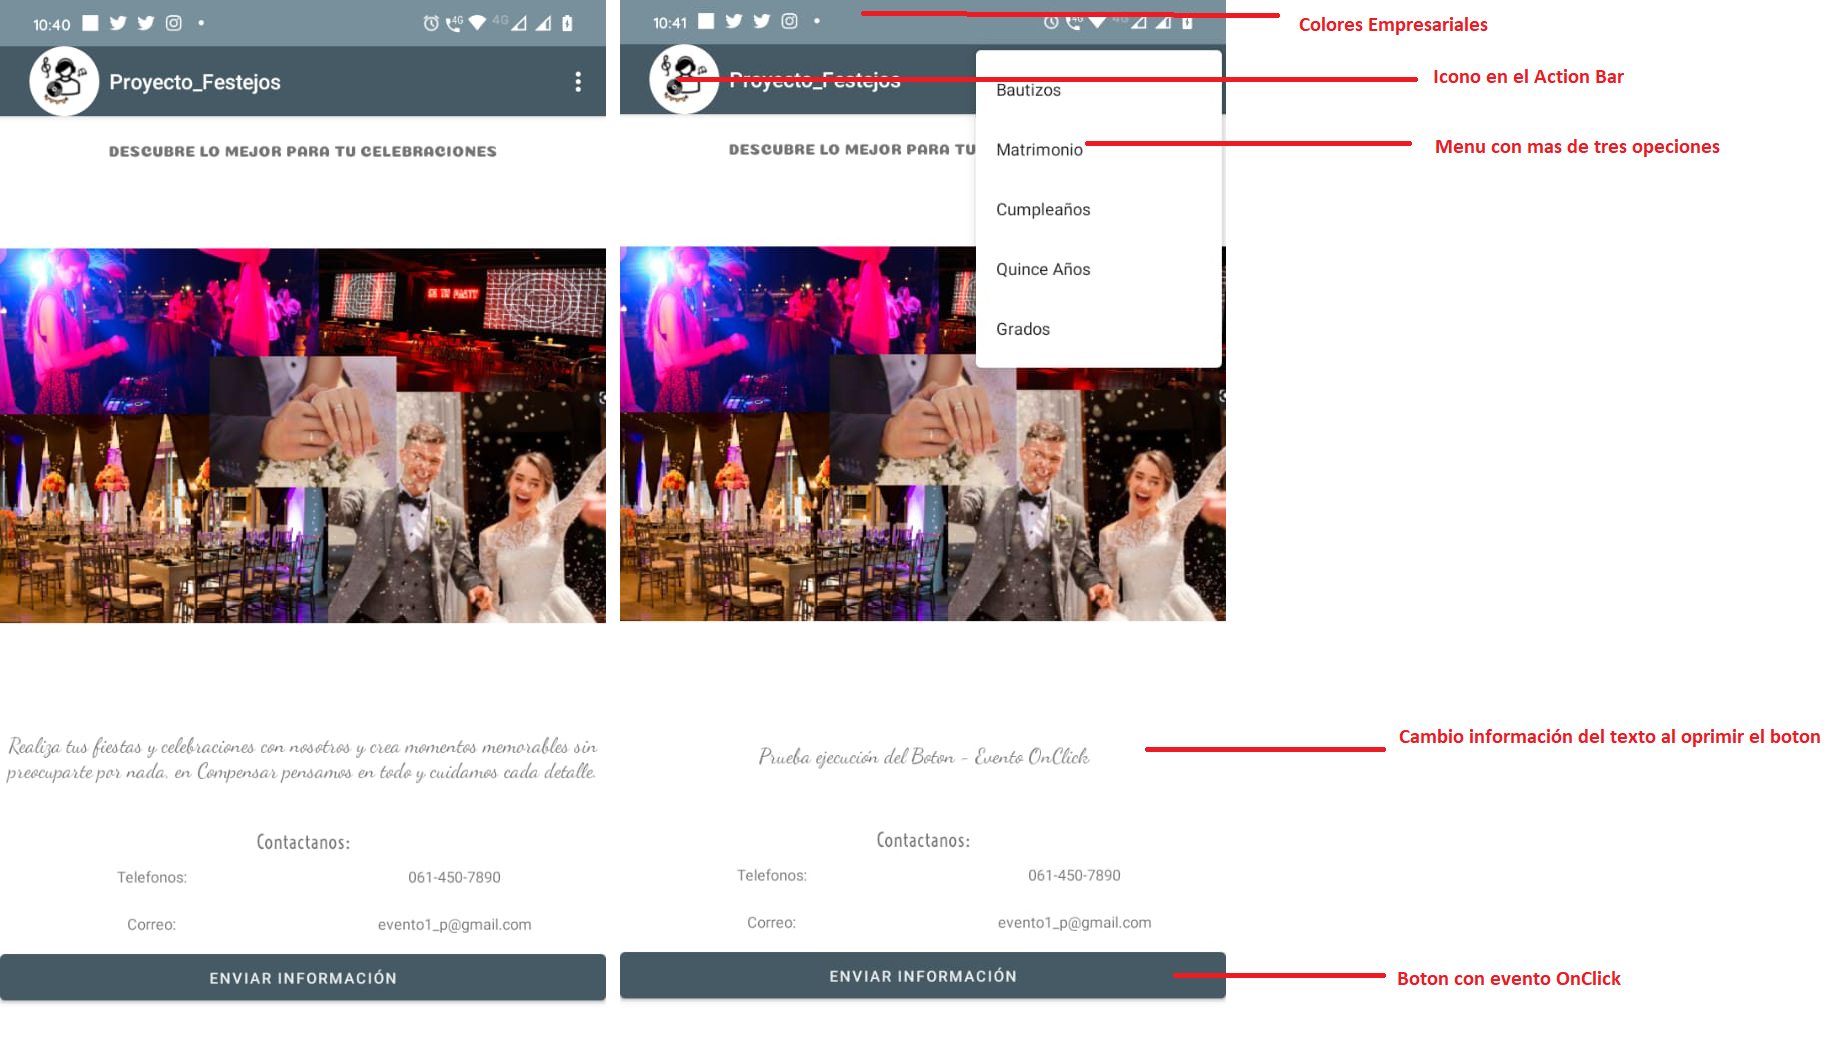 10:40
4G
4G
Proyecto_Festejos
DESCUBRE LO MEJOR PARA TU CELEBRACIONES
Realiza tus fiestas y celebraciones con nosotros y crea momentos memorables sin
preocuparte por nada, en Compensar pensamos en todo y cuidamos cada detalle.
Contactanos:
Telefonos:
061-450-7890
Correo:
evento1_p@gmail.com
ENVIAR INFORMACIÓN
10:41
4G
4G
Proyecto_Festejos
DESCUBRE LO MEJOR PARA TU
Bautizos
Matrimonio
Cumpleaños
Quince Años
Grados
Prueba ejecución del Boton - Evento OnClick
Contactanos:
Telefonos:
061-450-7890
Correo:
evento1_p@gmail.com
ENVIAR INFORMACIÓN
Colores Empresariales
Icono en el Action Bar
Menu con mas de tres opeciones
Cambio información del texto al oprimir el boton
Boton con evento OnClick